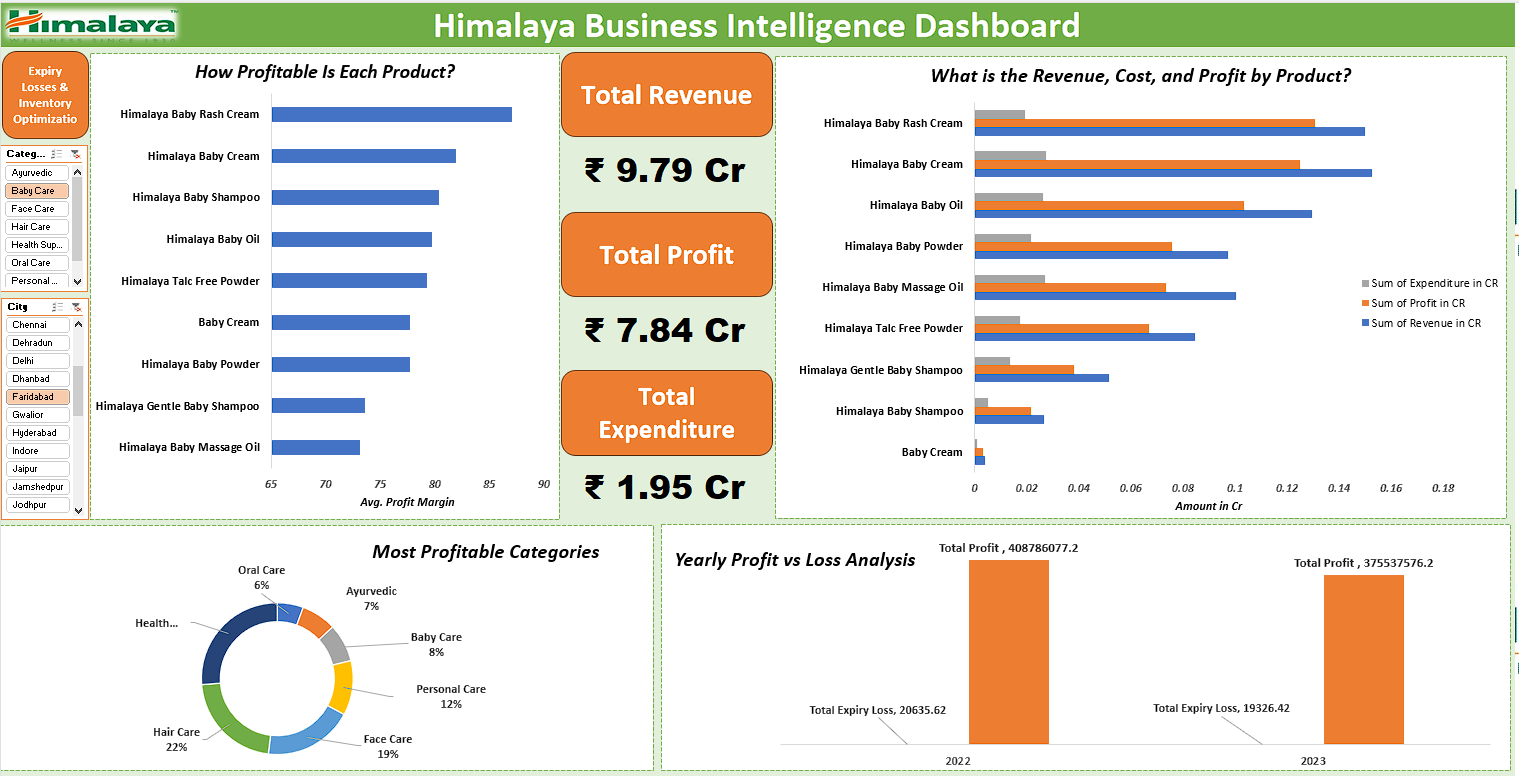 Himalaya
TM
WELLNESS SINCE 1930
Himalaya Business Intelligence Dashboard
Expiry
Losses &
Inventory
Optimizatio
Categ...
Ayurvedic
Baby Care
Face Care
Hair Care
Health Sup...
Oral Care
Personal ...
City
Chennai
Dehradun
Delhi
Dhanbad
Faridabad
Gwalior
Hyderabad
Indore
Jaipur
Jamshedpur
Jodhpur
How Profitable Is Each Product?
Himalaya Baby Rash Cream
Himalaya Baby Cream
Himalaya Baby Shampoo
Himalaya Baby Oil
Himalaya Talc Free Powder
Baby Cream
Himalaya Baby Powder
Himalaya Gentle Baby Shampoo
Himalaya Baby Massage Oil
65 70 75 80 85 90
Avg. Profit Margin
Total Revenue
₹ 9.79 Cr
Total Profit
₹ 7.84 Cr
Total
Expenditure
₹ 1.95 Cr
What is the Revenue, Cost, and Profit by Product?
Himalaya Baby Rash Cream
Himalaya Baby Cream
Himalaya Baby Oil
Himalaya Baby Powder
Himalaya Baby Massage Oil
Himalaya Talc Free Powder
Himalaya Gentle Baby Shampoo
Himalaya Baby Shampoo
Baby Cream
0 0.02 0.04 0.06 0.08 0.1 0.12 0.14 0.16 0.18
Amount in Cr
Sum of Expenditure in CR
Sum of Profit in CR
Sum of Revenue in CR
Most Profitable Categories
Oral Care
6%
Ayurvedic
7%
Baby Care
8%
Personal Care
12%
Face Care
19%
Hair Care
22%
Health...
Yearly Profit vs Loss Analysis
Total Profit , 408786077.2
Total Profit , 375537576.2
Total Expiry Loss, 20635.62
Total Expiry Loss, 19326.42
2022
2023